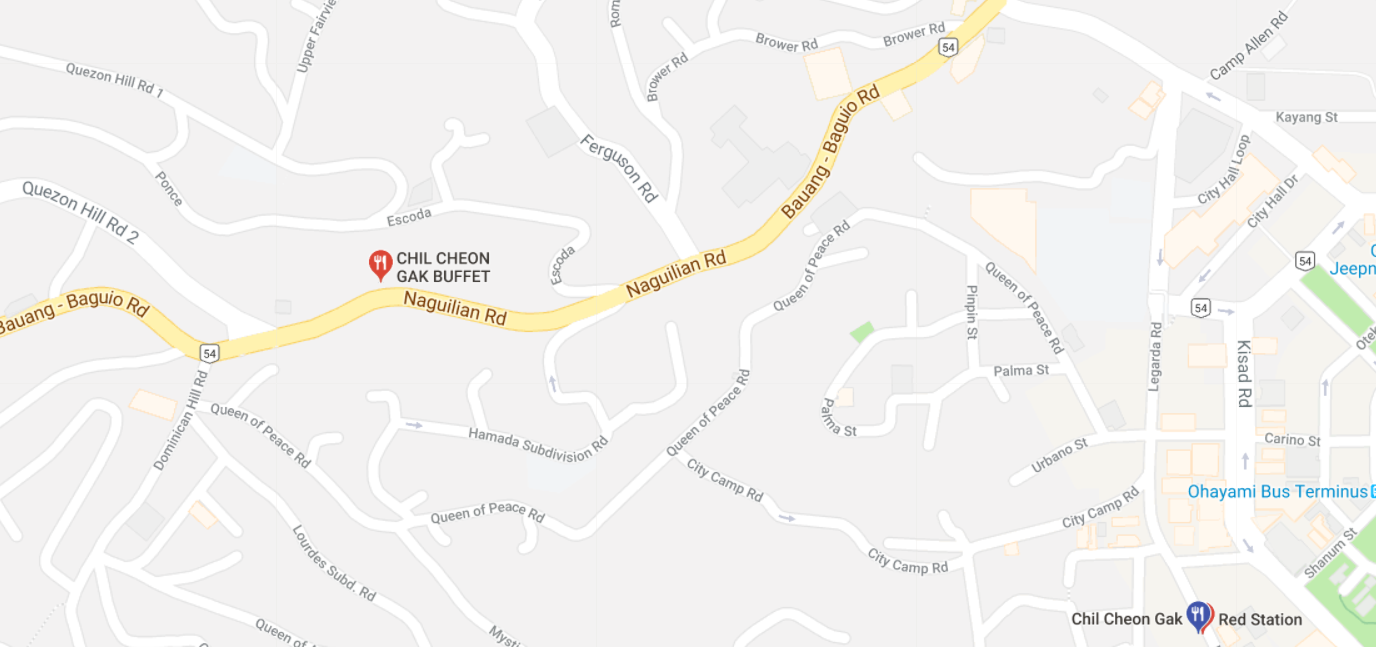 Upper Fairvie
Rom
Brower Rd
Brower Rd
Brower Rd
54
Camp Allen Rd
Quezon Hill Rd 1
Kayang St
Ferguson Rd
Bauang - Baguio Rd
City Hall Loop
City Hall Dr
Ponce
Quezon Hill Rd 2
Escoda
Escoda
CHIL CHEON
GAK BUFFET
Naguilian Rd
Naguilian Rd
Queen of Peace Rd
Queen of Peace Rd
54
Jeepn
Bauang - Baguio Rd
54
Pinpin St
Otek
54
Legarda Rd
Kisad Rd
Palma St
Palma St
Dominican Hill Rd
Queen of Peace Rd
Queen of Peace Rd
Hamada Subdivision Rd
Urbano St
Carino St
City Camp Rd
Ohayami Bus Terminus
Queen of Peace Rd
City Camp Rd
City Camp Rd
Lourdes Subd. Rd
Shanum St
Chil Cheon Gak
Red Station
Queen of
Mysti